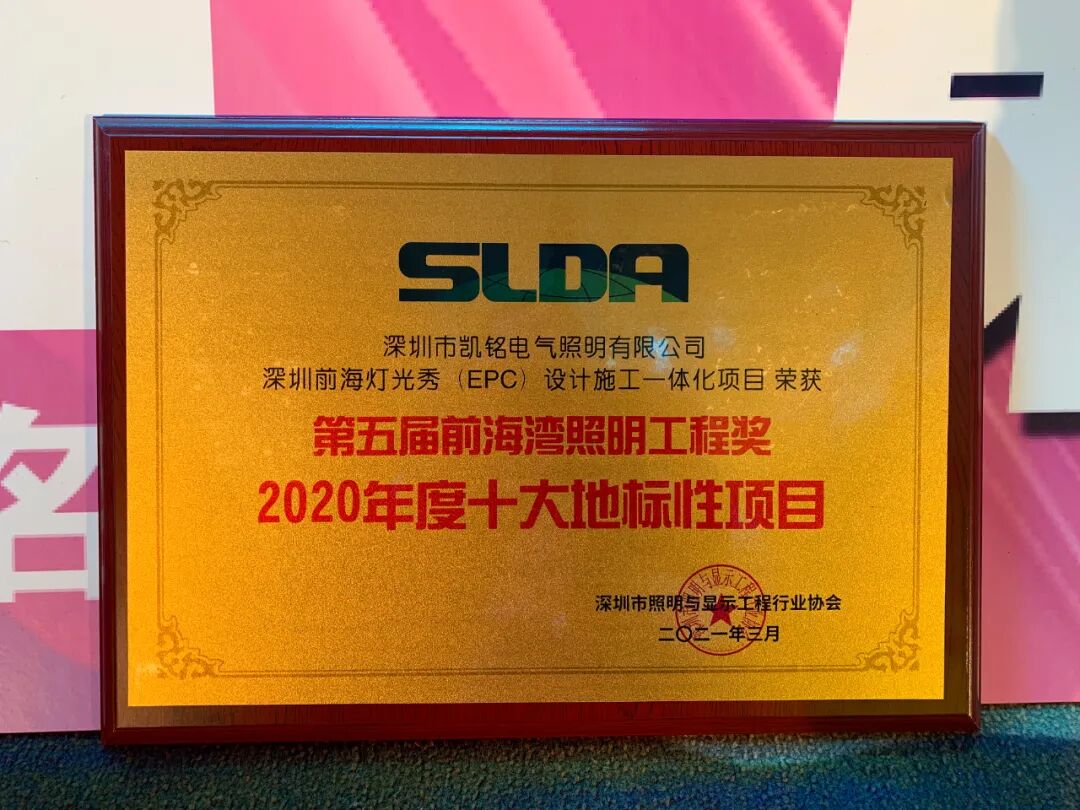 SLDA
深圳市凯铭电气照明有限公司
深圳前海灯光秀（EPC）设计施工一体化项目 荣获
第五届前海湾照明工程奖
2020年度十大地标性项目
深圳市照明与显示工程行业协会
二〇二一年三月
名